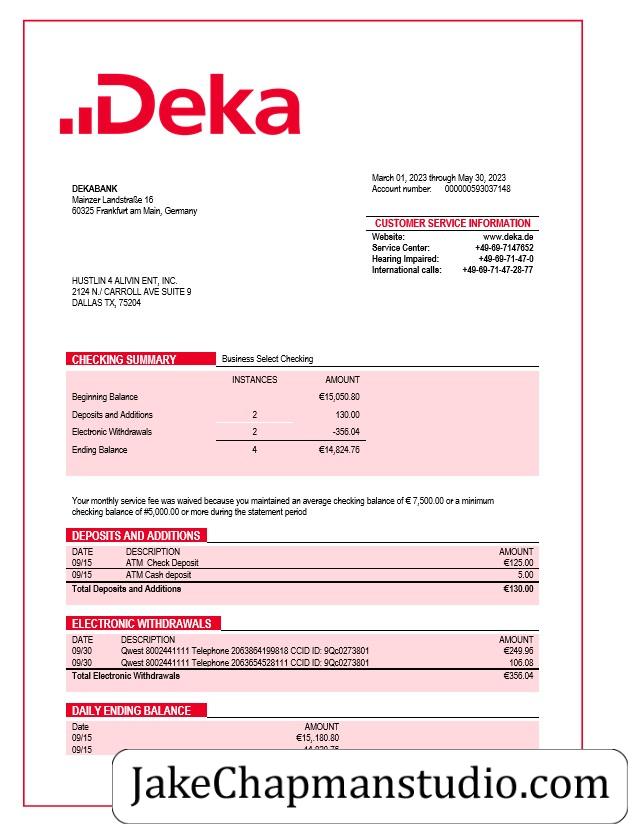 Deka
March 01, 2023 through May 30, 2023
DEKABANK
Account number: 000000593037148
Mainzer Landstraße 16
60325 Frankfurt am Main, Germany
CUSTOMER SERVICE INFORMATION
Website: www.deka.de
Service Center: +49-69-7147652
Hearing Impaired: +49-69-71-47-0
International calls: +49-69-71-47-28-77
HUSTLIN 4 ALIVIN ENT, INC.
2124 N./ CARROLL AVE SUITE 9
DALLAS TX, 75204
CHECKING SUMMARY Business Select Checking
INSTANCES AMOUNT
Beginning Balance €15,050.80
Deposits and Additions 2 130.00
Electronic Withdrawals 2 -356.04
Ending Balance 4 €14,824.76
Your monthly service fee was waived because you maintained an average checking balance of € 7,500.00 or a minimum
checking balance of #5,000.00 or more during the statement period
DEPOSITS AND ADDITIONS
DATE DESCRIPTION AMOUNT
09/15 ATM Check Deposit €125.00
09/15 ATM Cash deposit 5.00
Total Deposits and Additions €130.00
ELECTRONIC WITHDRAWALS
DATE DESCRIPTION AMOUNT
09/30 Qwest 8002441111 Telephone 2063864199818 CCID ID: 9Qc0273801 €249.96
09/30 Qwest 8002441111 Telephone 2063654528111 CCID ID: 9Qc0273801 106.08
Total Electronic Withdrawals €356.04
DAILY ENDING BALANCE
Date AMOUNT
09/15 €15,.180.80
09/15
JakeChapmanstudio.com